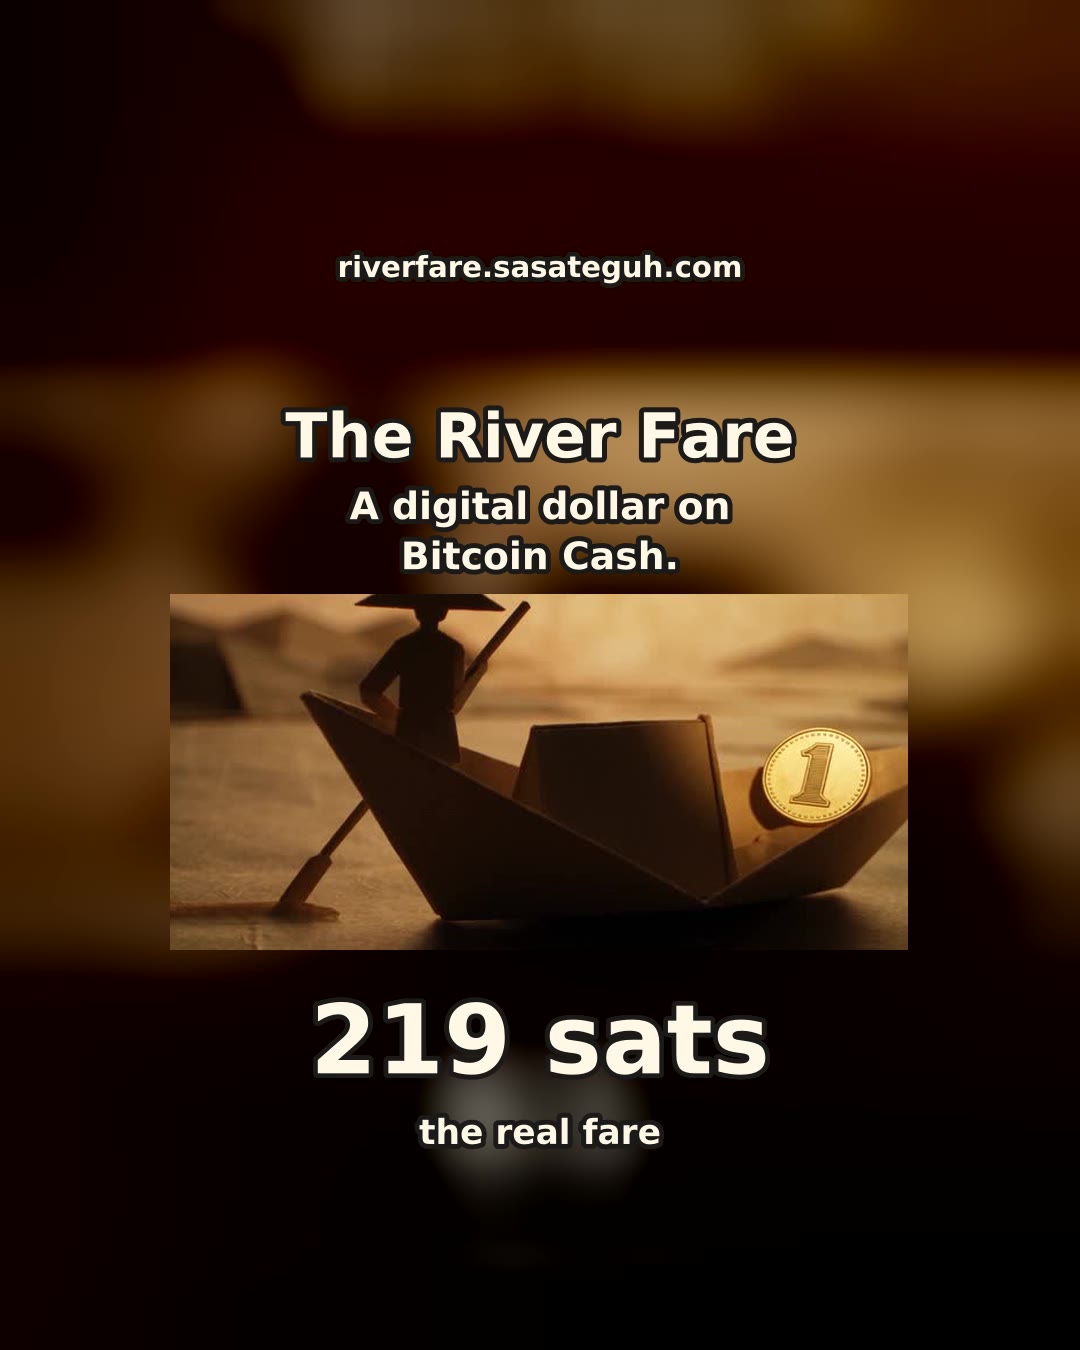 riverfare.sasateguh.com
The River Fare
A digital dollar on
Bitcoin Cash.
1
219 sats
the real fare